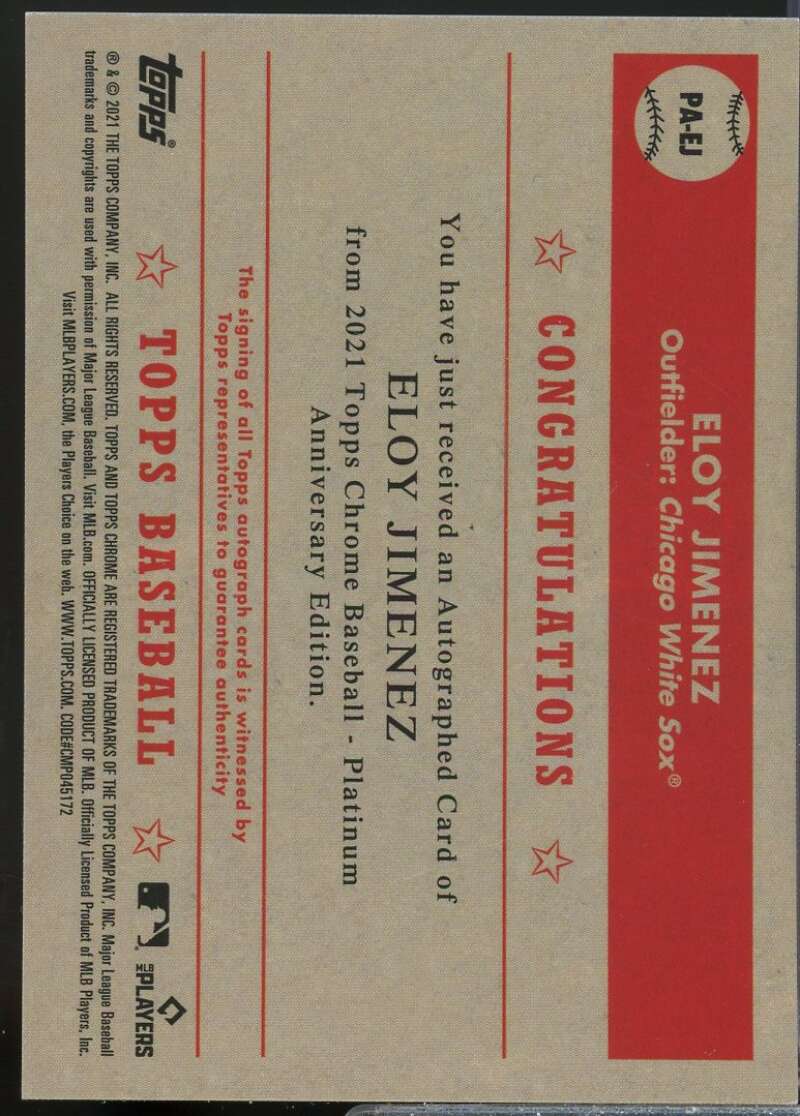 PA-EJ
ELOY JIMENEZ
Outfielder: Chicago White Sox®
CONGRATULATIONS
You have just received an Autographed Card of
ELOY JIMENEZ
from 2021 Topps Chrome Baseball - Platinum
Anniversary Edition.
The signing of all Topps autograph cards is witnessed by
Topps representatives to guarantee authenticity
topps®
TOPPS BASEBALL
MLB
PLAYERS
® & © 2021 THE TOPPS COMPANY, INC. ALL RIGHTS RESERVED. TOPPS AND TOPPS CHROME ARE REGISTERED TRADEMARKS OF THE TOPPS COMPANY, INC. Major League Baseball
trademarks and copyrights are used with permission of Major League Baseball. Visit MLB.com. OFFICIALLY LICENSED PRODUCT OF MLB. Officially Licensed Product of MLB Players, Inc.
Visit MLBPLAYERS.COM, the Players Choice on the web. WWW.TOPPS.COM. CODE#CMP045172